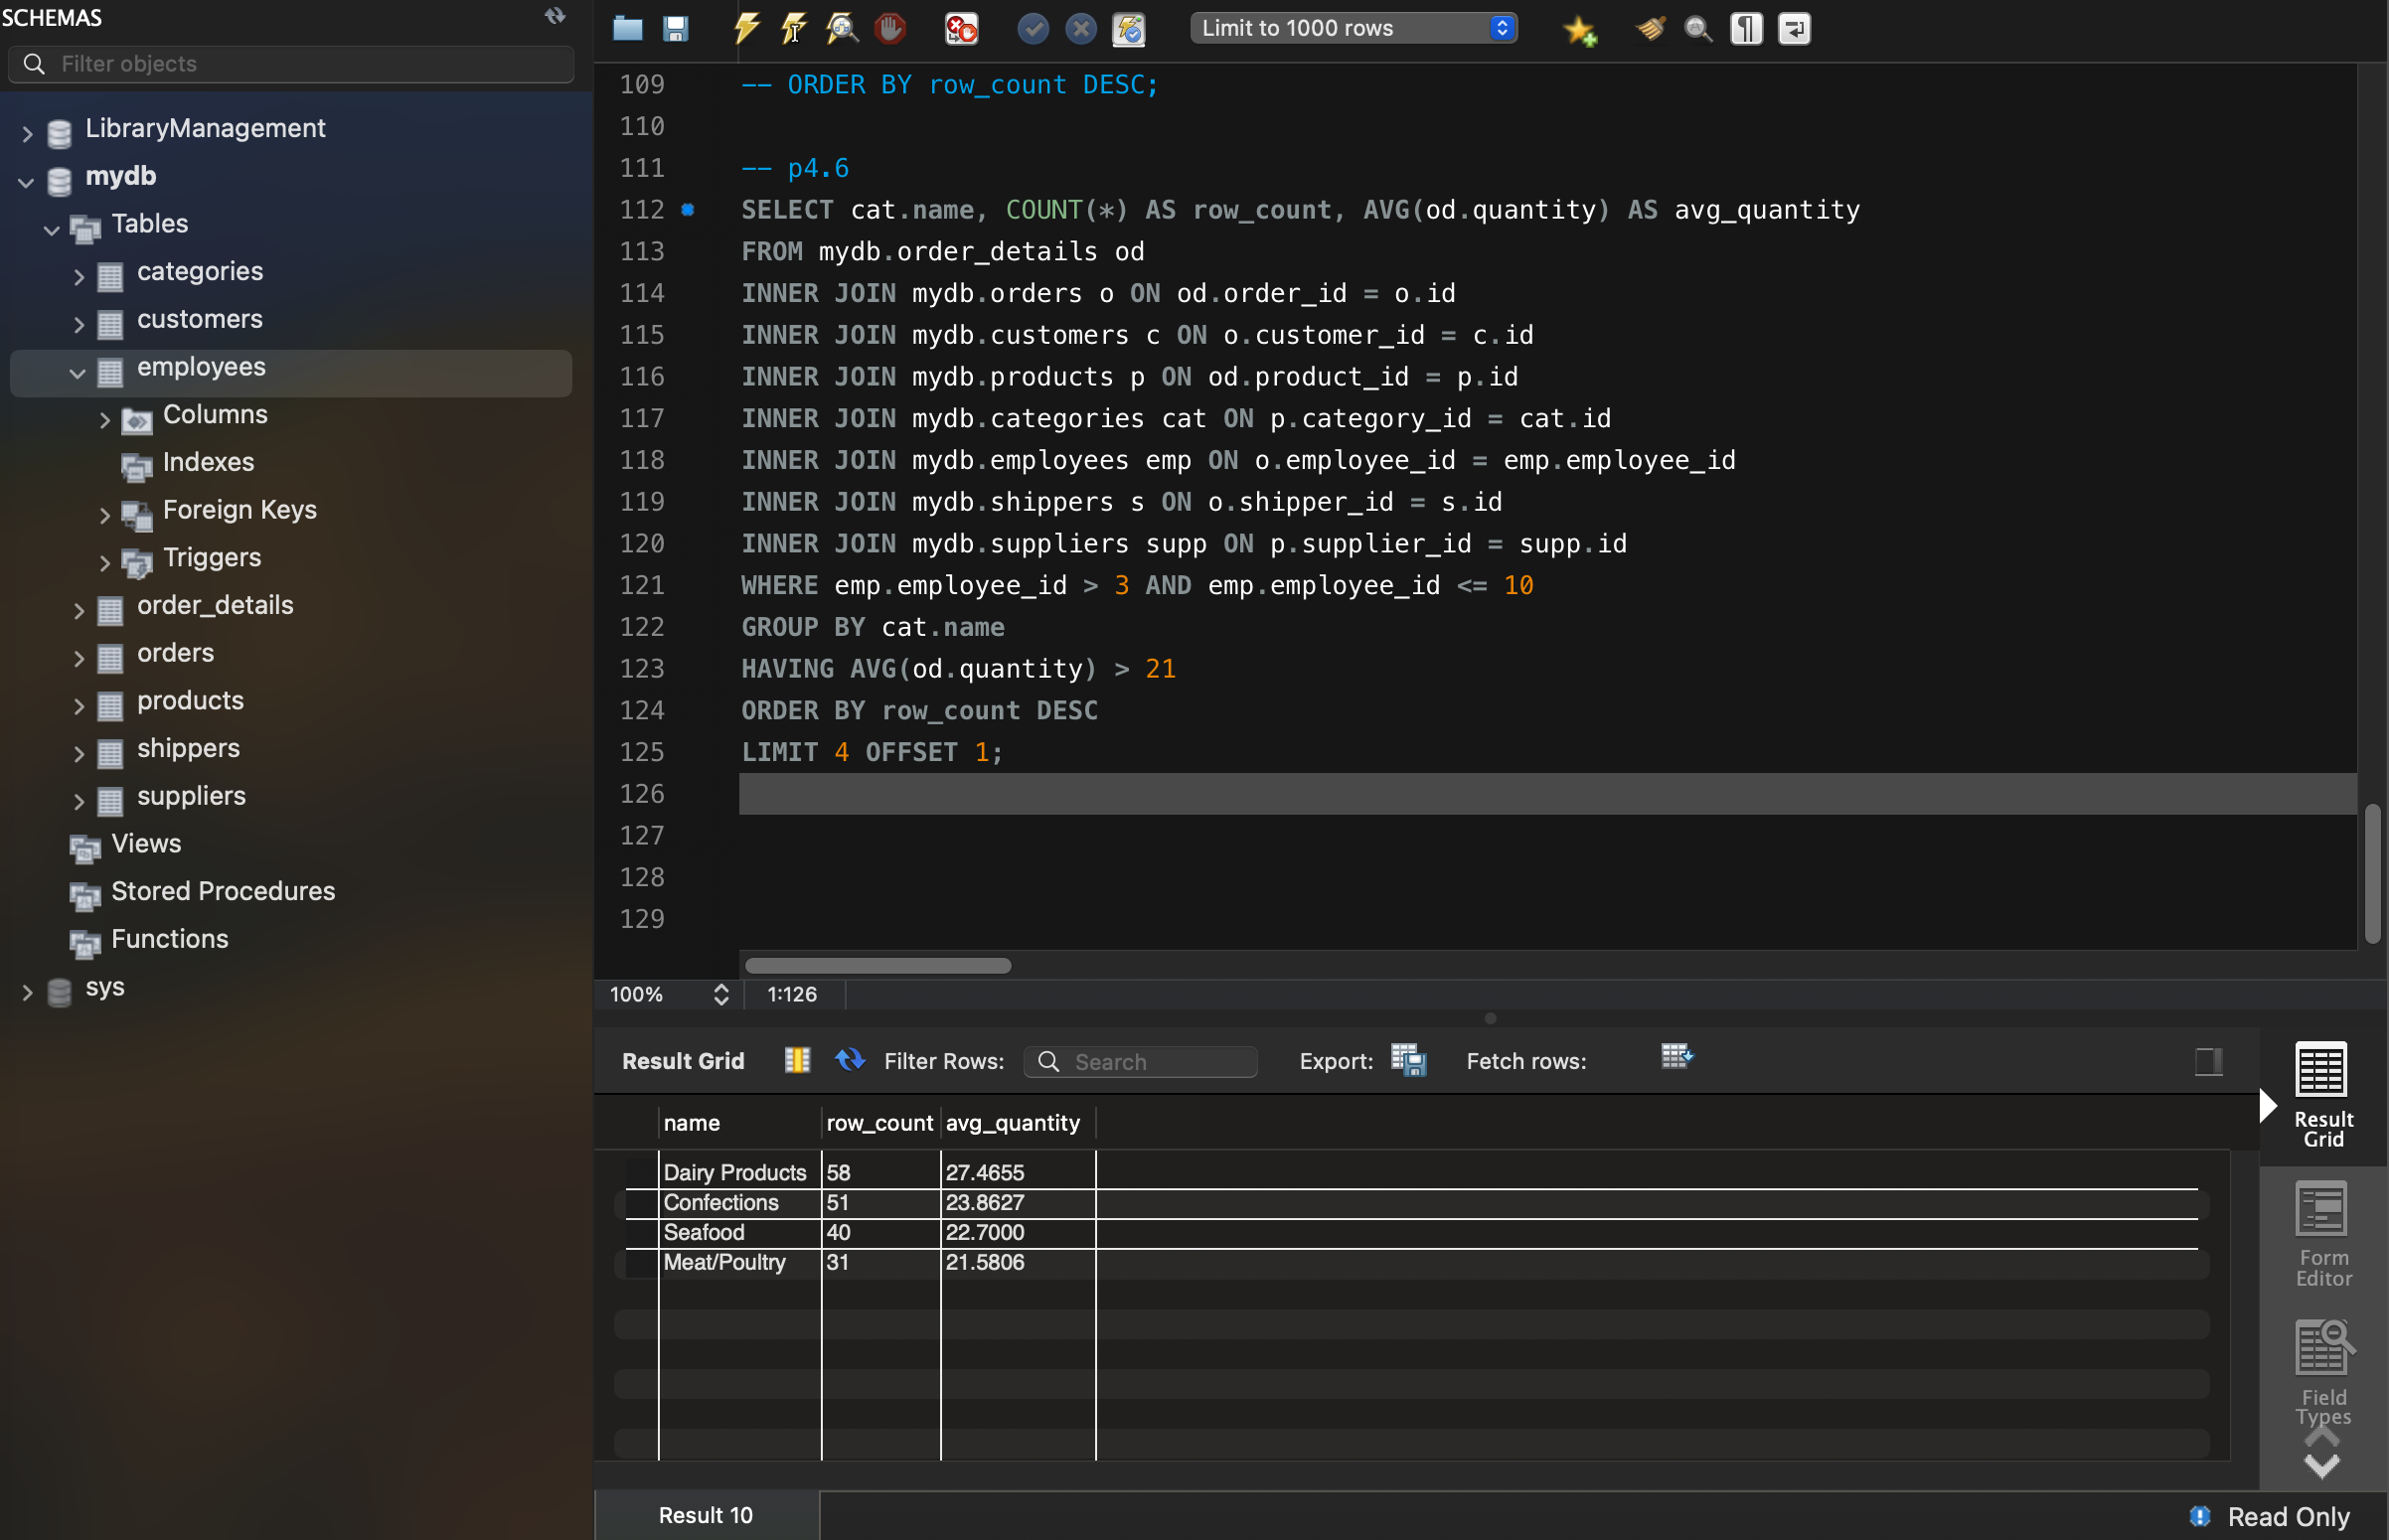 SCHEMAS
Filter objects
LibraryManagement
mydb
Tables
categories
customers
employees
Columns
Indexes
Foreign Keys
Triggers
order_details
orders
products
shippers
suppliers
Views
Stored Procedures
Functions
sys
Limit to 1000 rows
109 -- ORDER BY row_count DESC;
110
111 -- p4.6
112 SELECT cat.name, COUNT(*) AS row_count, AVG(od.quantity) AS avg_quantity
113 FROM mydb.order_details od
114 INNER JOIN mydb.orders o ON od.order_id = o.id
115 INNER JOIN mydb.customers c ON o.customer_id = c.id
116 INNER JOIN mydb.products p ON od.product_id = p.id
117 INNER JOIN mydb.categories cat ON p.category_id = cat.id
118 INNER JOIN mydb.employees emp ON o.employee_id = emp.employee_id
119 INNER JOIN mydb.shippers s ON o.shipper_id = s.id
120 INNER JOIN mydb.suppliers supp ON p.supplier_id = supp.id
121 WHERE emp.employee_id > 3 AND emp.employee_id <= 10
122 GROUP BY cat.name
123 HAVING AVG(od.quantity) > 21
124 ORDER BY row_count DESC
125 LIMIT 4 OFFSET 1;
126
127
128
129
100% 1:126
Result Grid Filter Rows: Search Export: Fetch rows:
name row_count avg_quantity
Dairy Products 58 27.4655
Confections 51 23.8627
Seafood 40 22.7000
Meat/Poultry 31 21.5806
Result
Grid
Form
Editor
Field
Types
Result 10
Read Only